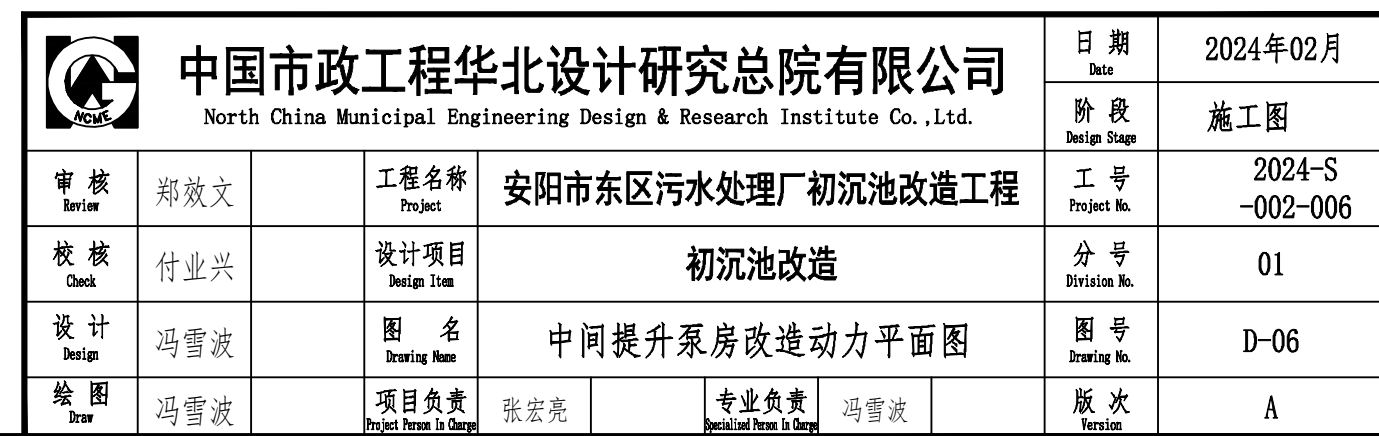 NCME
中国市政工程华北设计研究总院有限公司
North China Municipal Engineering Design & Research Institute Co.,Ltd.
日 期
Date
2024年02月
阶 段
Design Stage
施工图
审 核
Review
郑效文
工程名称
Project
安阳市东区污水处理厂初沉池改造工程
工 号
Project No.
2024-S
-002-006
校 核
Check
付业兴
设计项目
Design Item
初沉池改造
分 号
Division No.
01
设 计
Design
冯雪波
图 名
Drawing Name
中间提升泵房改造动力平面图
图 号
Drawing No.
D-06
绘 图
Draw
冯雪波
项目负责
Project Person In Charge
张宏亮
专业负责
Specialized Person In Charge
冯雪波
版 次
Version
A